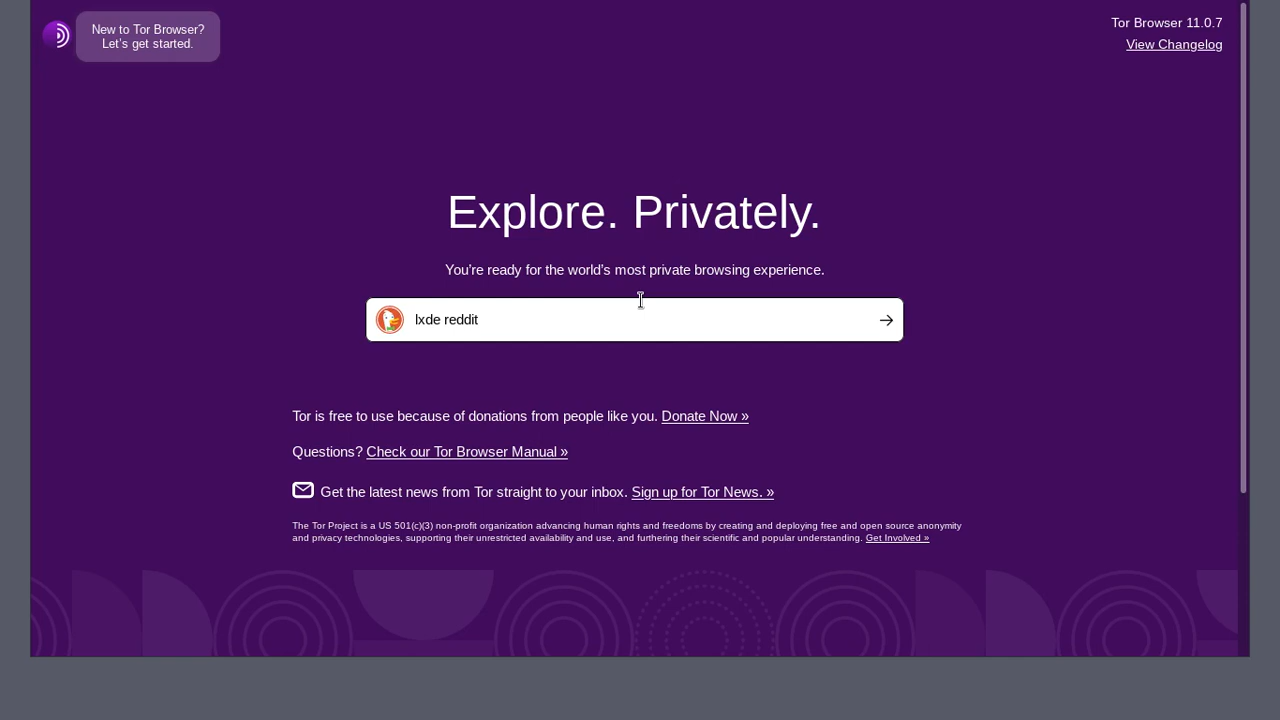 New to Tor Browser?
Let's get started.
Tor Browser 11.0.7
View Changelog
Explore. Privately.
You're ready for the world's most private browsing experience.
lxde reddit
Tor is free to use because of donations from people like you. Donate Now »
Questions? Check our Tor Browser Manual »
Get the latest news from Tor straight to your inbox. Sign up for Tor News. »
The Tor Project is a US 501(c)(3) non-profit organization advancing human rights and freedoms by creating and deploying free and open source anonymity
and privacy technologies, supporting their unrestricted availability and use, and furthering their scientific and popular understanding. Get Involved »